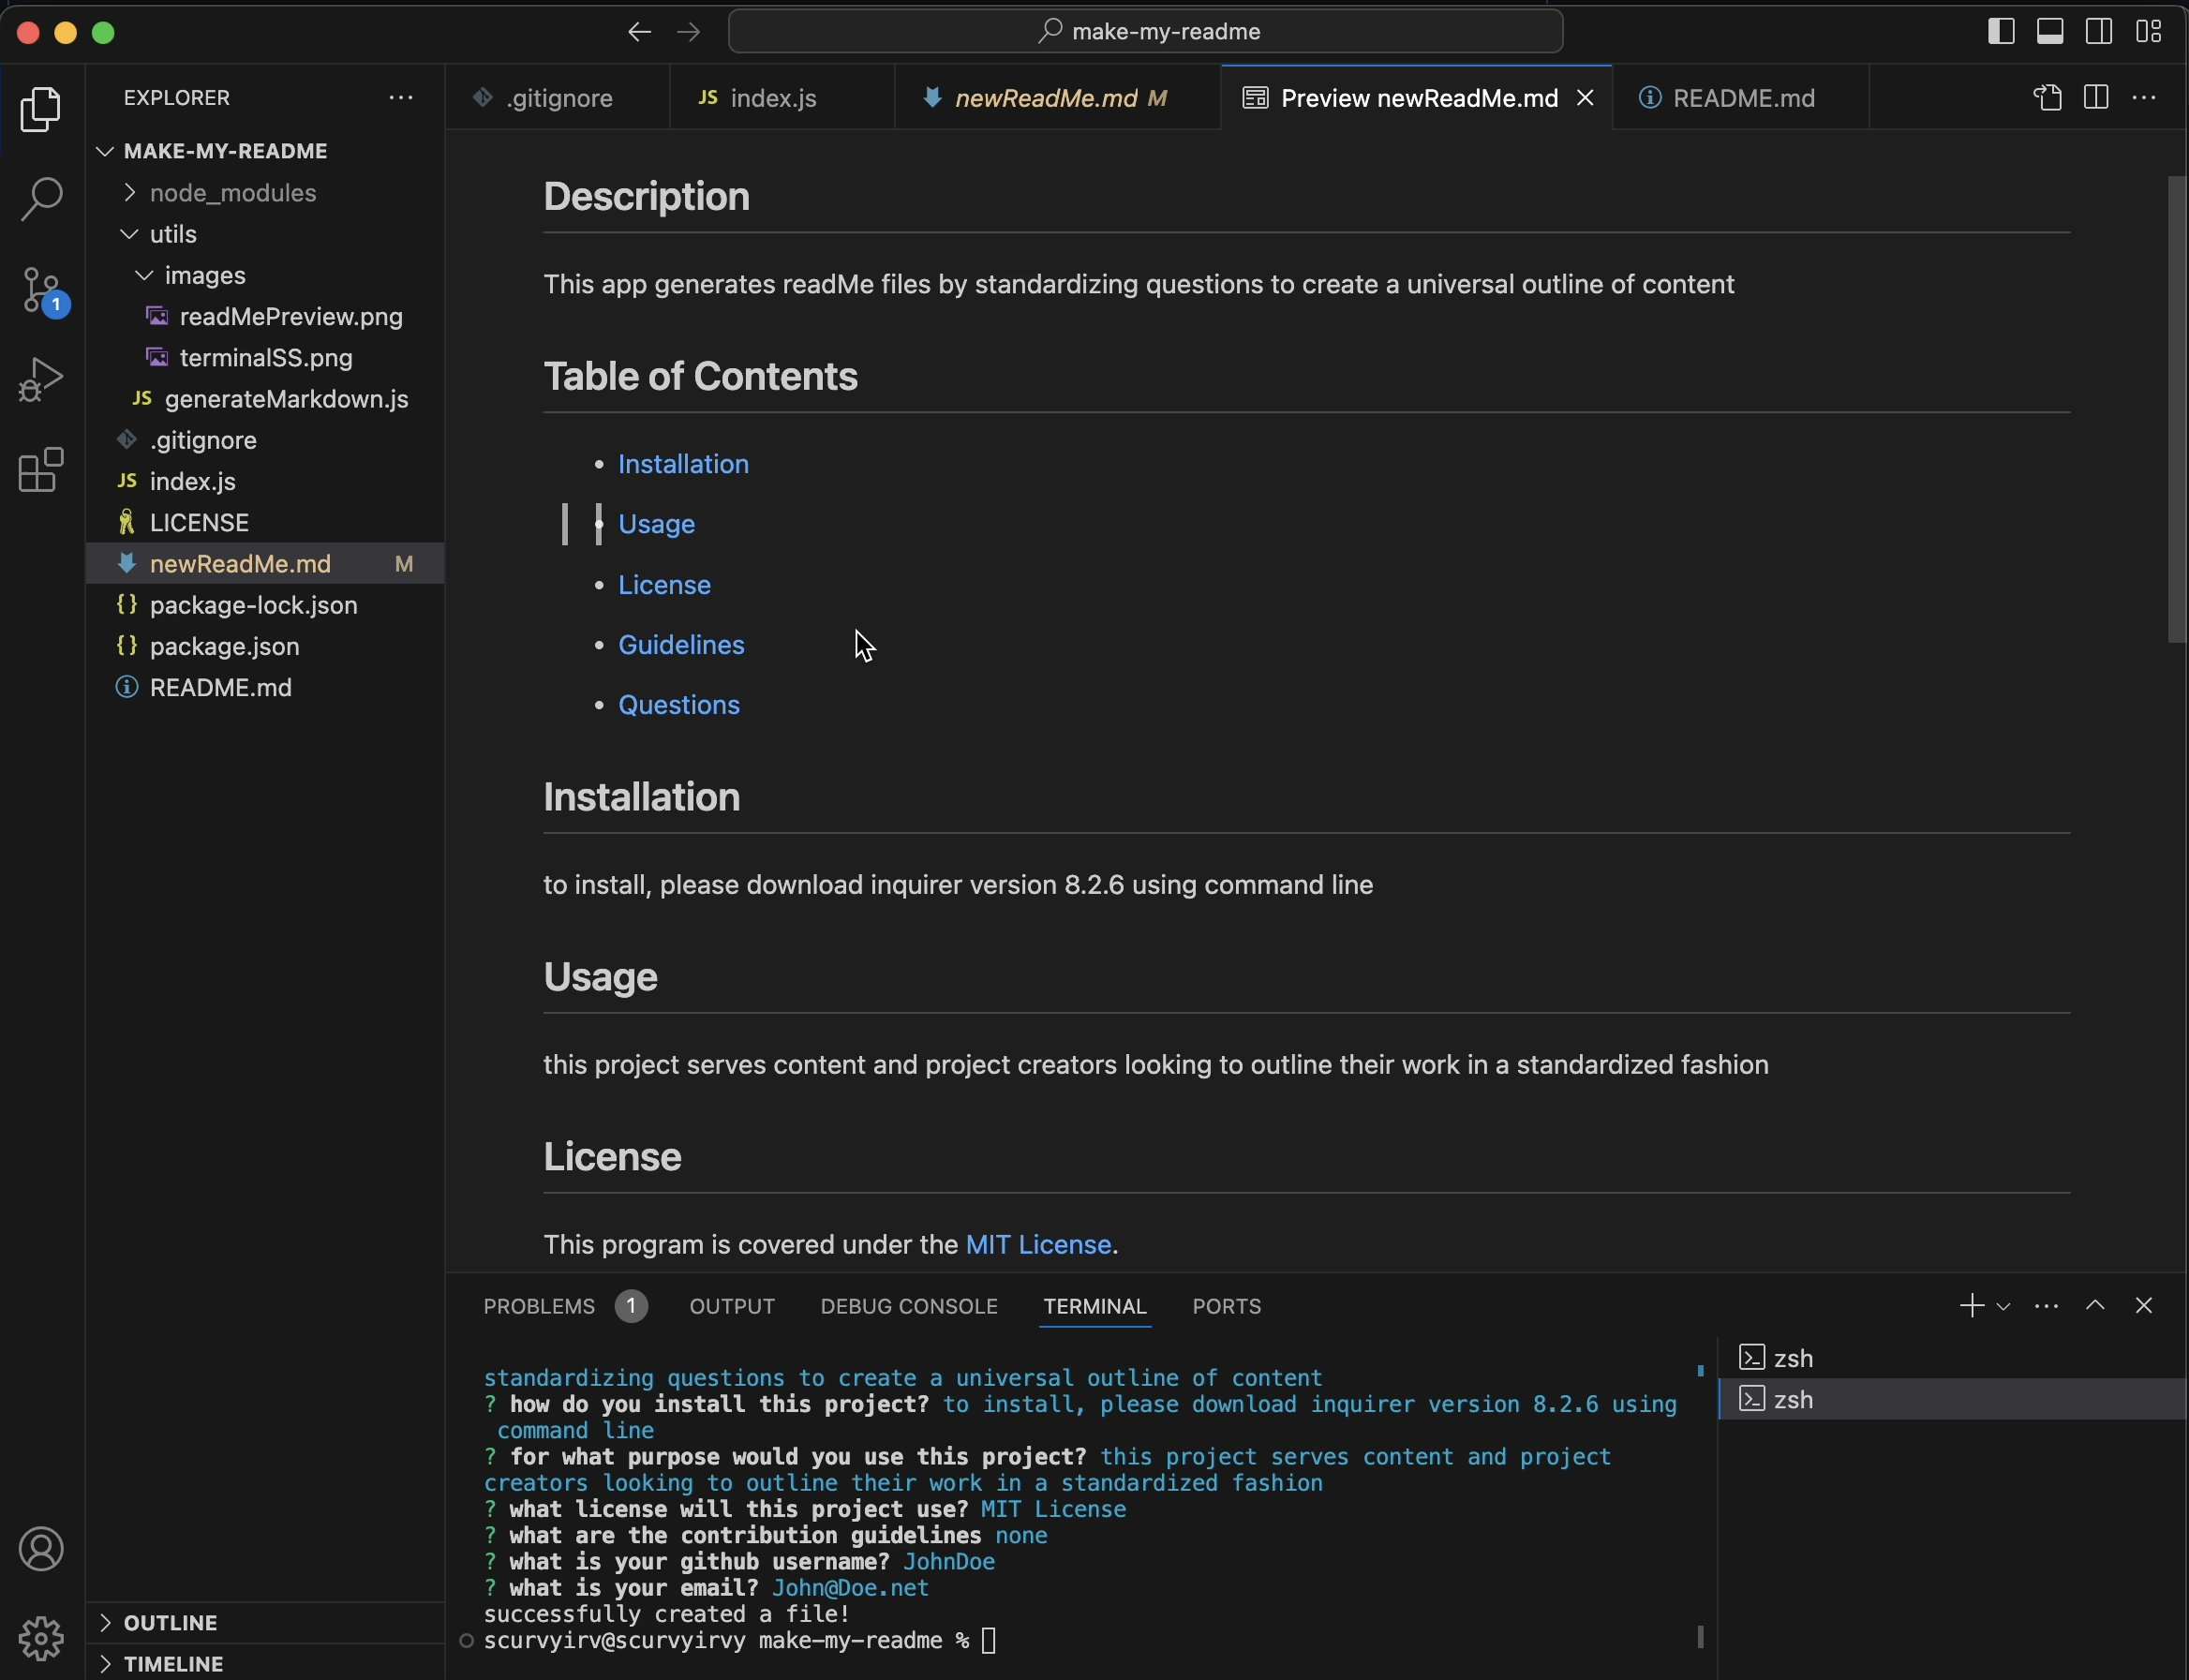 make-my-readme
EXPLORER
MAKE-MY-README
node_modules
utils
images
readMePreview.png
terminalSS.png
JS generateMarkdown.js
.gitignore
JS index.js
LICENSE
newReadMe.md M
{} package-lock.json
{} package.json
README.md
OUTLINE
TIMELINE
1
.gitignore
JS index.js
newReadMe.md M
Preview newReadMe.md
README.md
Description
This app generates readMe files by standardizing questions to create a universal outline of content
Table of Contents
• Installation
• Usage
• License
• Guidelines
• Questions
Installation
to install, please download inquirer version 8.2.6 using command line
Usage
this project serves content and project creators looking to outline their work in a standardized fashion
License
This program is covered under the MIT License.
PROBLEMS 1 OUTPUT DEBUG CONSOLE TERMINAL PORTS
standardizing questions to create a universal outline of content
? how do you install this project? to install, please download inquirer version 8.2.6 using
command line
? for what purpose would you use this project? this project serves content and project
creators looking to outline their work in a standardized fashion
? what license will this project use? MIT License
? what are the contribution guidelines none
? what is your github username? JohnDoe
? what is your email? John@Doe.net
successfully created a file!
scurvyirv@scurvyirvy make-my-readme %
zsh
zsh